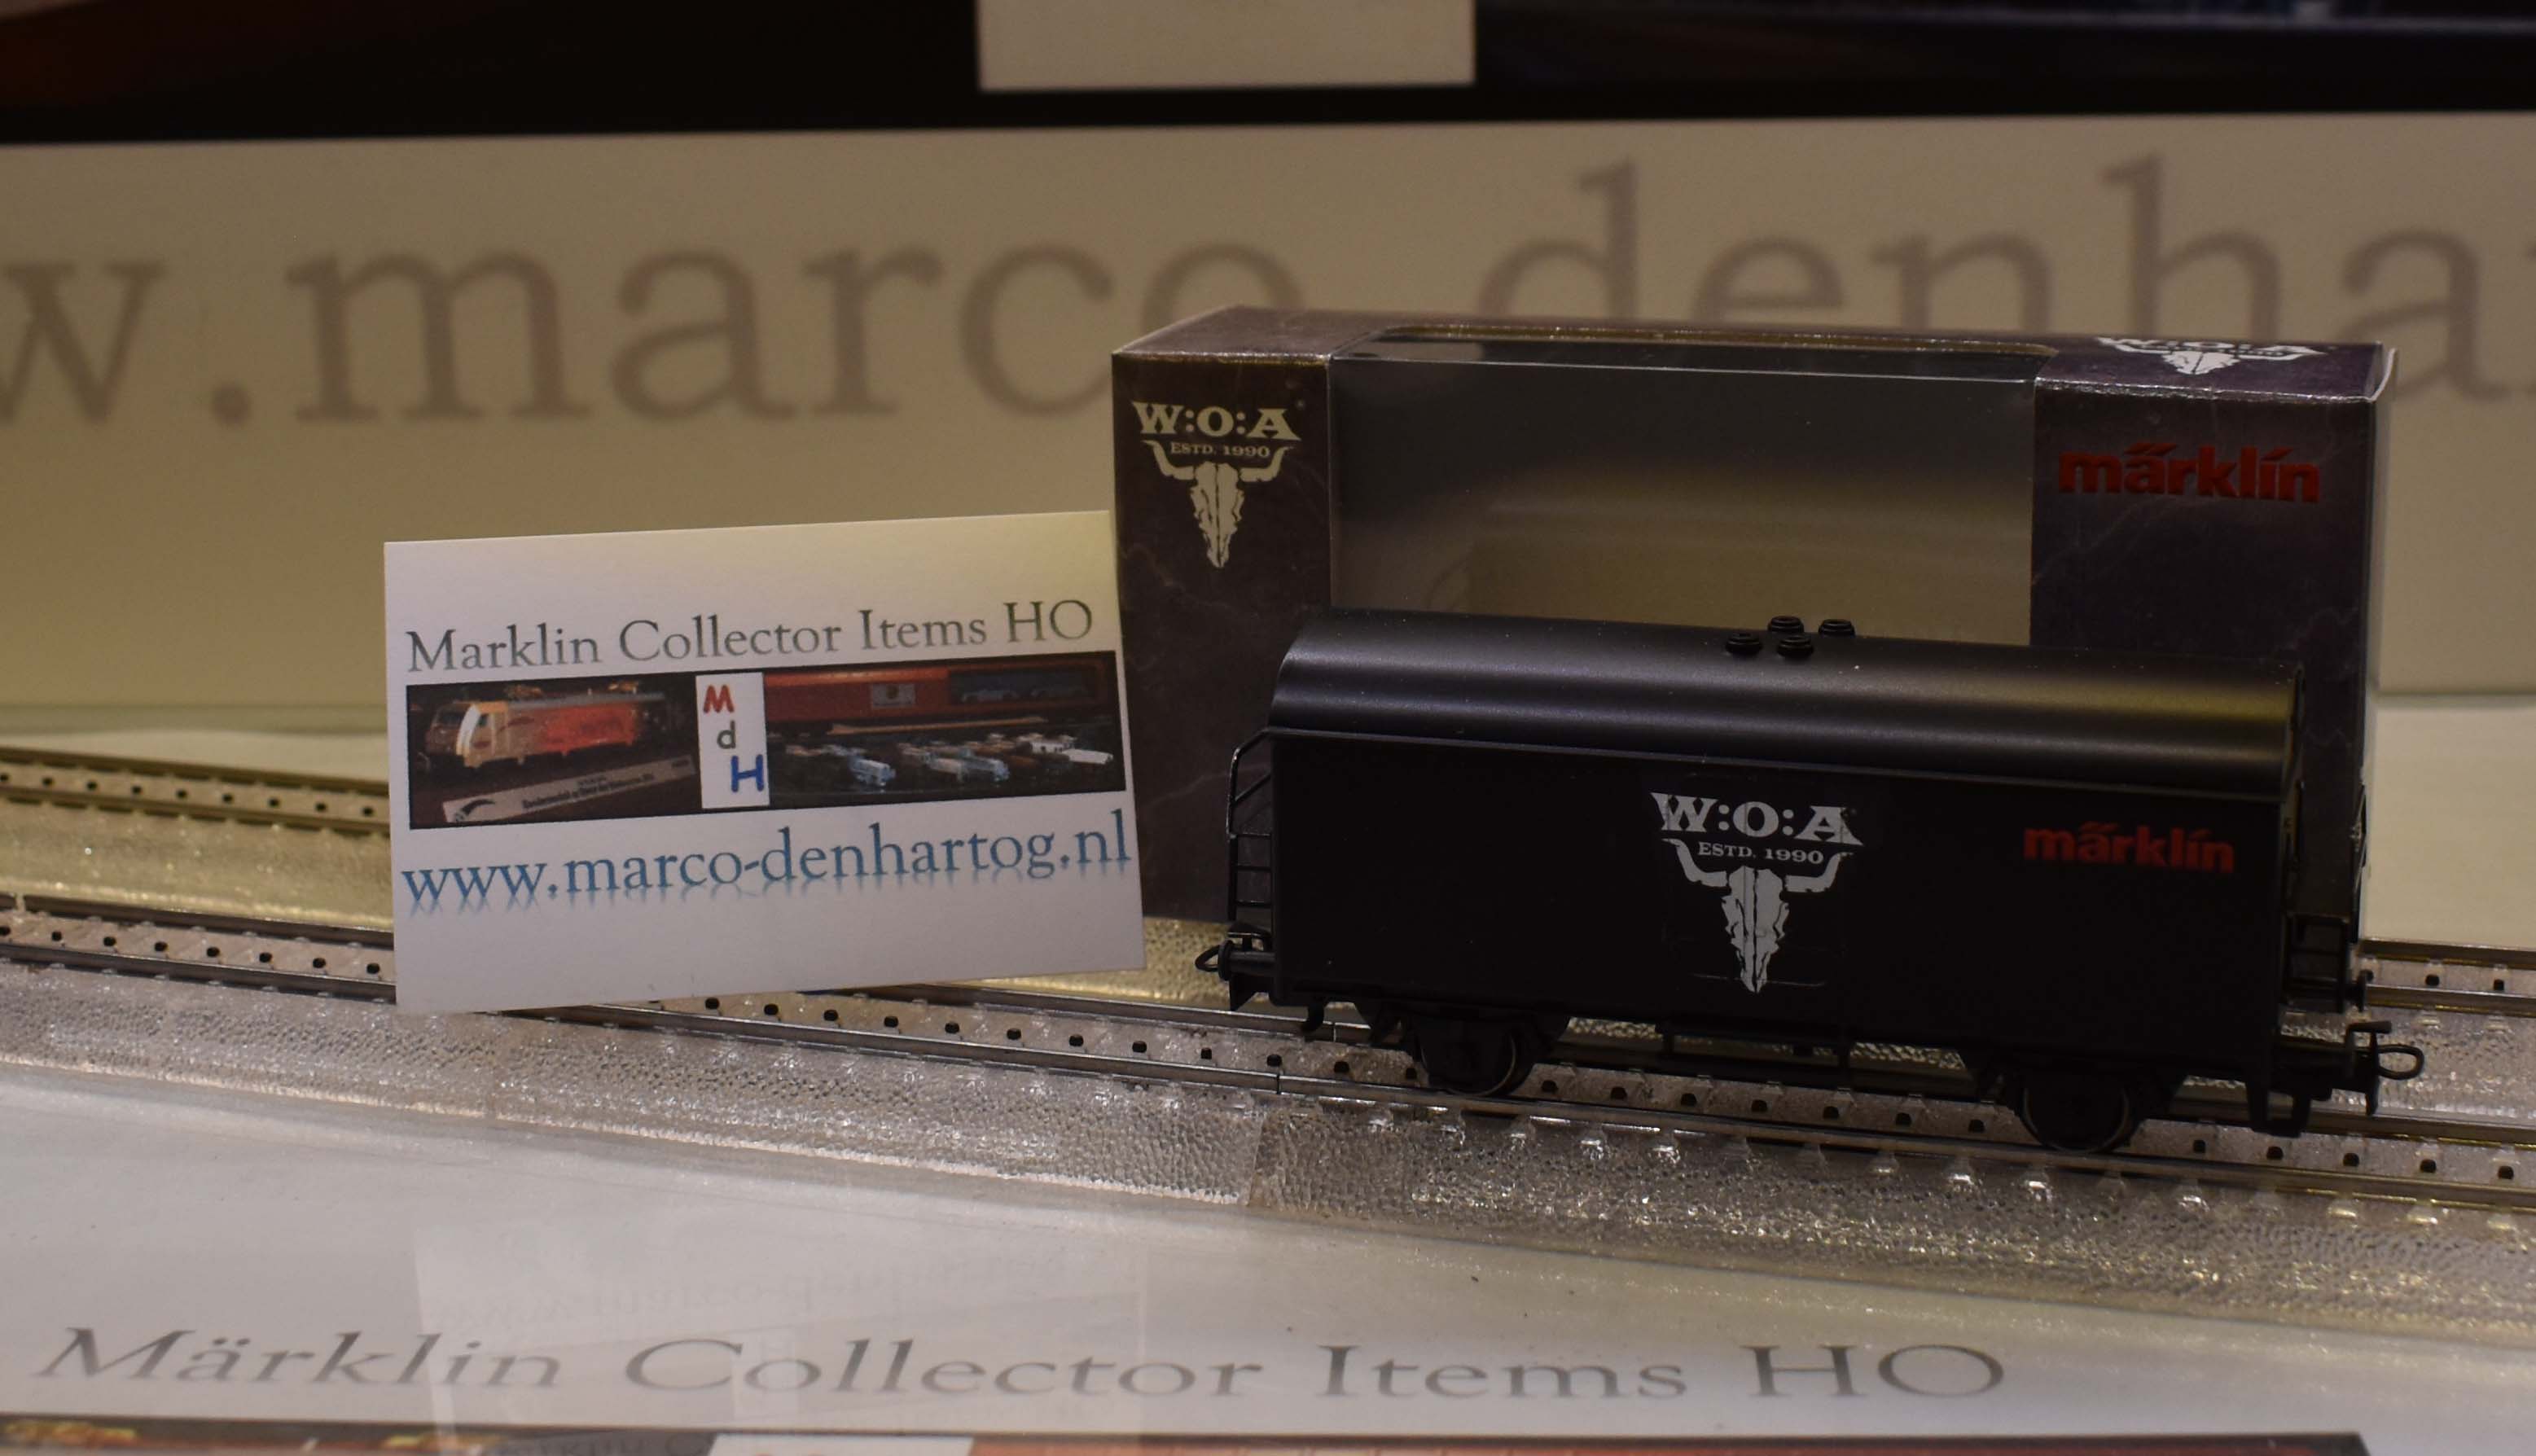 w.marco denha
W:O:A
ESTD. 1990
märklin
Marklin Collector Items HO
M
d
H
www.marco-denhartog.nl
W:O:A
ESTD. 1990
märklin
Märklin Collector Items HO